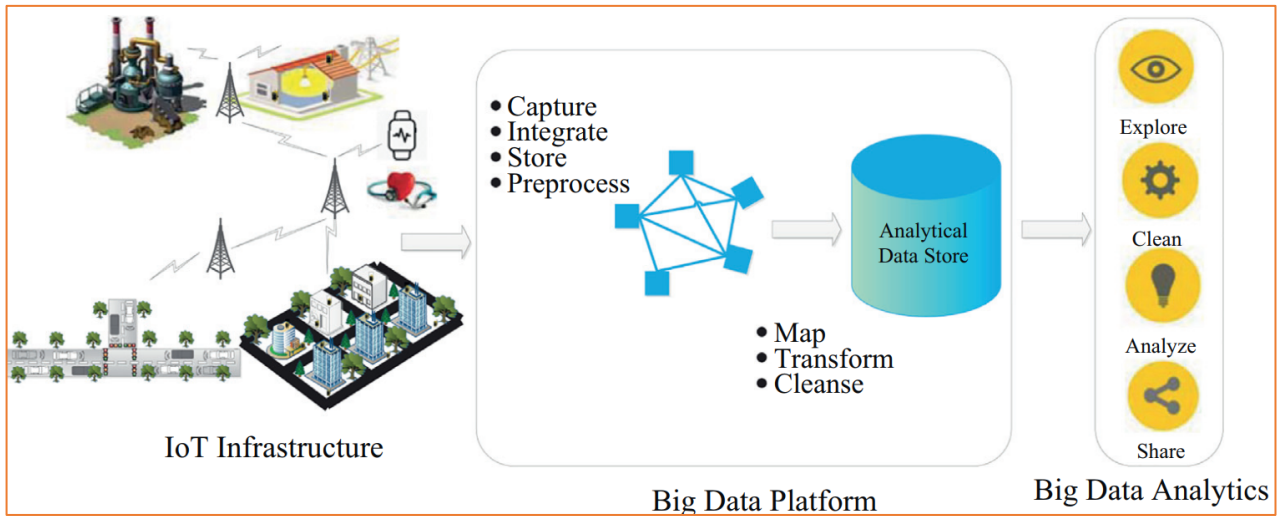 • Capture
• Integrate
• Store
• Preprocess
Analytical
Data Store
• Map
• Transform
• Cleanse
Explore
Clean
Analyze
Share
IoT Infrastructure
Big Data Platform
Big Data Analytics